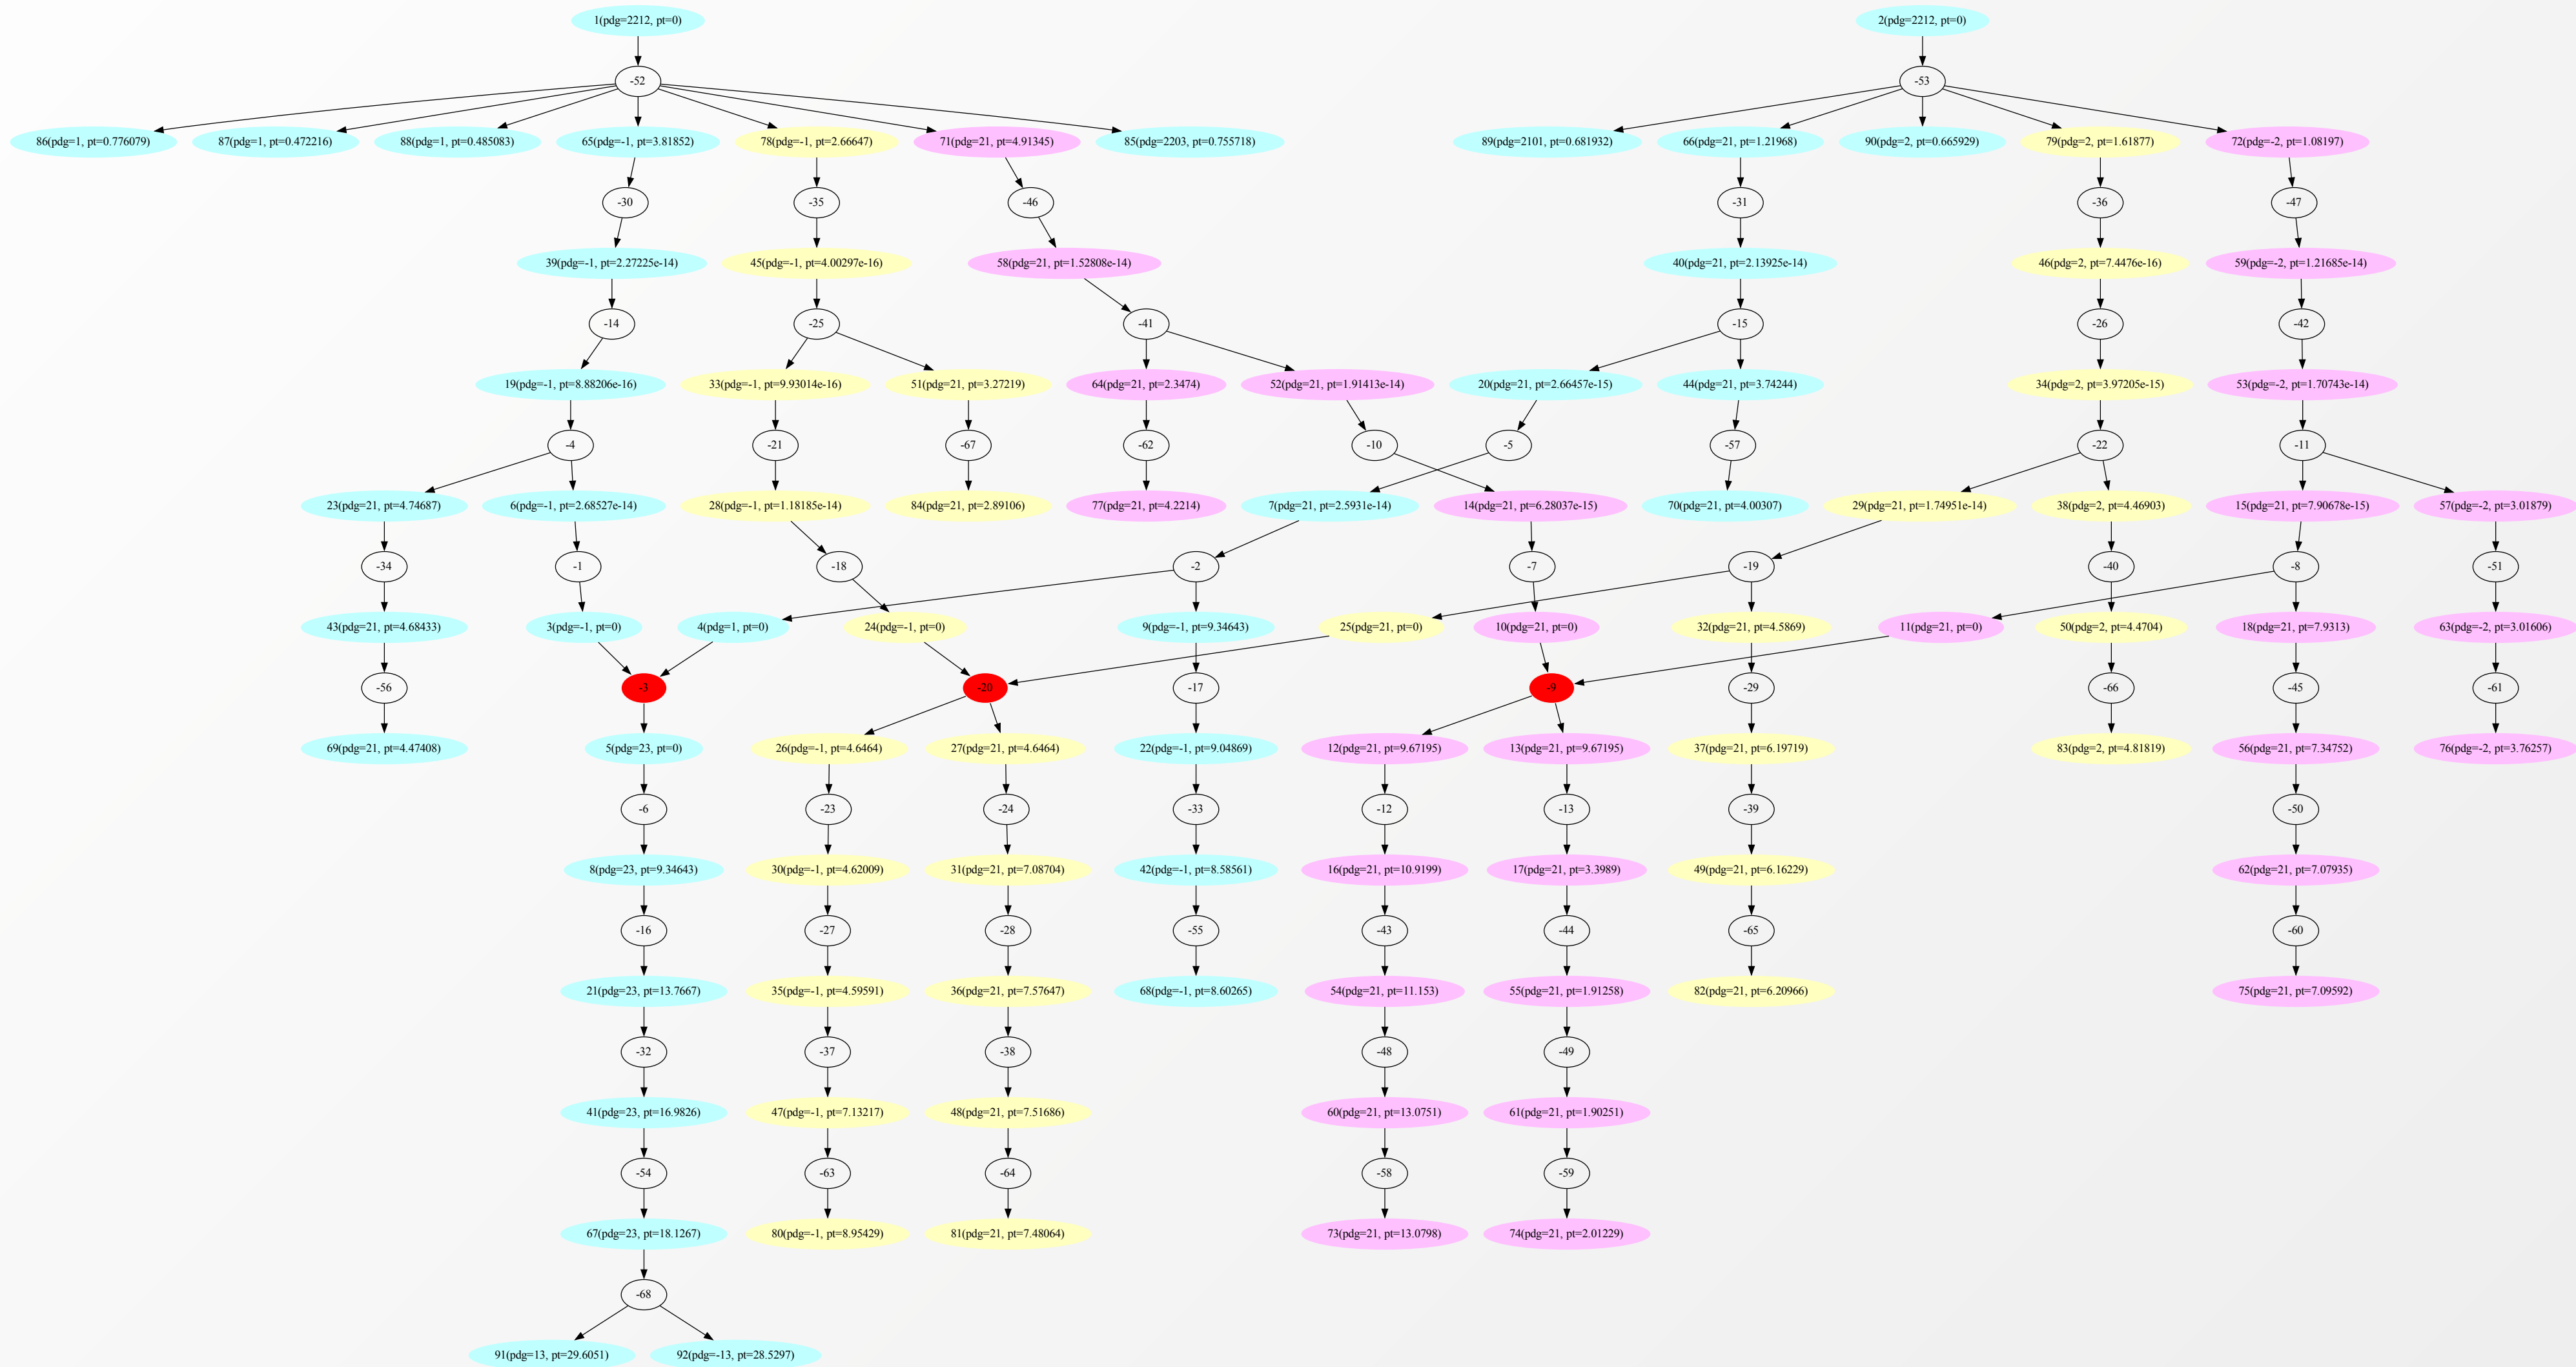 1(pdg=2212, pt=0) 2(pdg=2212, pt=0)
-52 -53
86(pdg=1, pt=0.776079) 87(pdg=1, pt=0.472216) 88(pdg=1, pt=0.485083) 65(pdg=-1, pt=3.81852) 78(pdg=-1, pt=2.66647) 71(pdg=21, pt=4.91345) 85(pdg=2203, pt=0.755718) 89(pdg=2101, pt=0.681932) 66(pdg=21, pt=1.21968) 90(pdg=2, pt=0.665929) 79(pdg=2, pt=1.61877) 72(pdg=-2, pt=1.08197)
-30 -35 -46 -31 -36 -47
39(pdg=-1, pt=2.27225e-14) 45(pdg=-1, pt=4.00297e-16) 58(pdg=21, pt=1.52808e-14) 40(pdg=21, pt=2.13925e-14) 46(pdg=2, pt=7.4476e-16) 59(pdg=-2, pt=1.21685e-14)
-14 -25 -41 -15 -26 -42
19(pdg=-1, pt=8.88206e-16) 33(pdg=-1, pt=9.93014e-16) 51(pdg=21, pt=3.27219) 64(pdg=21, pt=2.3474) 52(pdg=21, pt=1.91413e-14) 20(pdg=21, pt=2.66457e-15) 44(pdg=21, pt=3.74244) 34(pdg=2, pt=3.97205e-15) 53(pdg=-2, pt=1.70743e-14)
-4 -21 -67 -62 -10 -5 -57 -22 -11
23(pdg=21, pt=4.74687) 6(pdg=-1, pt=2.68527e-14) 28(pdg=-1, pt=1.18185e-14) 84(pdg=21, pt=2.89106) 77(pdg=21, pt=4.2214) 7(pdg=21, pt=2.5931e-14) 14(pdg=21, pt=6.28037e-15) 70(pdg=21, pt=4.00307) 29(pdg=21, pt=1.74951e-14) 38(pdg=2, pt=4.46903) 15(pdg=21, pt=7.90678e-15) 57(pdg=-2, pt=3.01879)
-34 -1 -18 -2 -7 -19 -40 -8 -51
43(pdg=21, pt=4.68433) 3(pdg=-1, pt=0) 4(pdg=1, pt=0) 24(pdg=-1, pt=0) 9(pdg=-1, pt=9.34643) 25(pdg=21, pt=0) 10(pdg=21, pt=0) 32(pdg=21, pt=4.5869) 11(pdg=21, pt=0) 50(pdg=2, pt=4.4704) 18(pdg=21, pt=7.9313) 63(pdg=-2, pt=3.01606)
-56 -3 -20 -17 -9 -29 -66 -45 -61
69(pdg=21, pt=4.47408) 5(pdg=23, pt=0) 26(pdg=-1, pt=4.6464) 27(pdg=21, pt=4.6464) 22(pdg=-1, pt=9.04869) 12(pdg=21, pt=9.67195) 13(pdg=21, pt=9.67195) 37(pdg=21, pt=6.19719) 83(pdg=2, pt=4.81819) 56(pdg=21, pt=7.34752) 76(pdg=-2, pt=3.76257)
-6 -23 -24 -33 -12 -13 -39 -50
8(pdg=23, pt=9.34643) 30(pdg=-1, pt=4.62009) 31(pdg=21, pt=7.08704) 42(pdg=-1, pt=8.58561) 16(pdg=21, pt=10.9199) 17(pdg=21, pt=3.3989) 49(pdg=21, pt=6.16229) 62(pdg=21, pt=7.07935)
-16 -27 -28 -55 -43 -44 -65 -60
21(pdg=23, pt=13.7667) 35(pdg=-1, pt=4.59591) 36(pdg=21, pt=7.57647) 68(pdg=-1, pt=8.60265) 54(pdg=21, pt=11.153) 55(pdg=21, pt=1.91258) 82(pdg=21, pt=6.20966) 75(pdg=21, pt=7.09592)
-32 -37 -38 -48 -49
41(pdg=23, pt=16.9826) 47(pdg=-1, pt=7.13217) 48(pdg=21, pt=7.51686) 60(pdg=21, pt=13.0751) 61(pdg=21, pt=1.90251)
-54 -63 -64 -58 -59
67(pdg=23, pt=18.1267) 80(pdg=-1, pt=8.95429) 81(pdg=21, pt=7.48064) 73(pdg=21, pt=13.0798) 74(pdg=21, pt=2.01229)
-68
91(pdg=13, pt=29.6051) 92(pdg=-13, pt=28.5297)